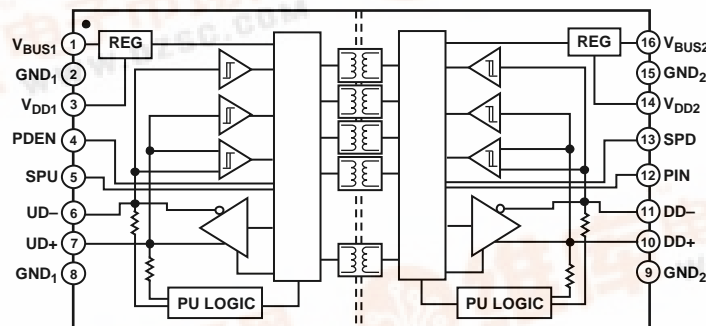 1 VBUS1
2 GND1
3 VDD1
4 PDEN
5 SPU
6 UD–
7 UD+
8 GND1
REG
PU LOGIC
REG
PU LOGIC
16 VBUS2
15 GND2
14 VDD2
13 SPD
12 PIN
11 DD–
10 DD+
9 GND2